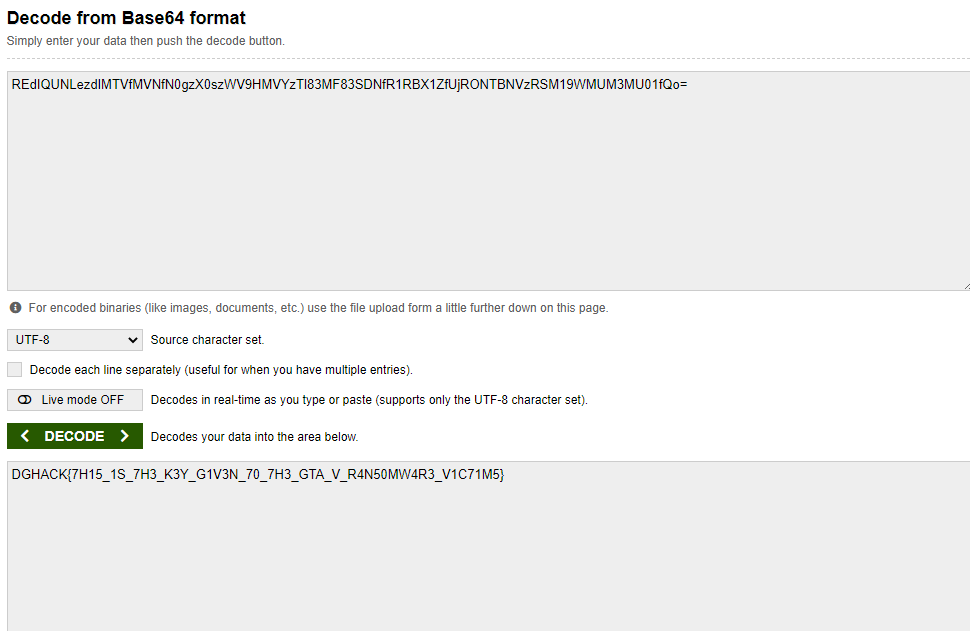 Decode from Base64 format
Simply enter your data then push the decode button.
REdIQUNLezdIMTVfMVNfN0gzX0szWV9HMVYzTl83MF83SDNfR1RBX1ZfUjRONTBNVzRSM19WMUM3MU01fQo=
For encoded binaries (like images, documents, etc.) use the file upload form a little further down on this page.
UTF-8 Source character set.
Decode each line separately (useful for when you have multiple entries).
Live mode OFF Decodes in real-time as you type or paste (supports only the UTF-8 character set).
DECODE Decodes your data into the area below.
DGHACK{7H15_1S_7H3_K3Y_G1V3N_70_7H3_GTA_V_R4N50MW4R3_V1C71M5}